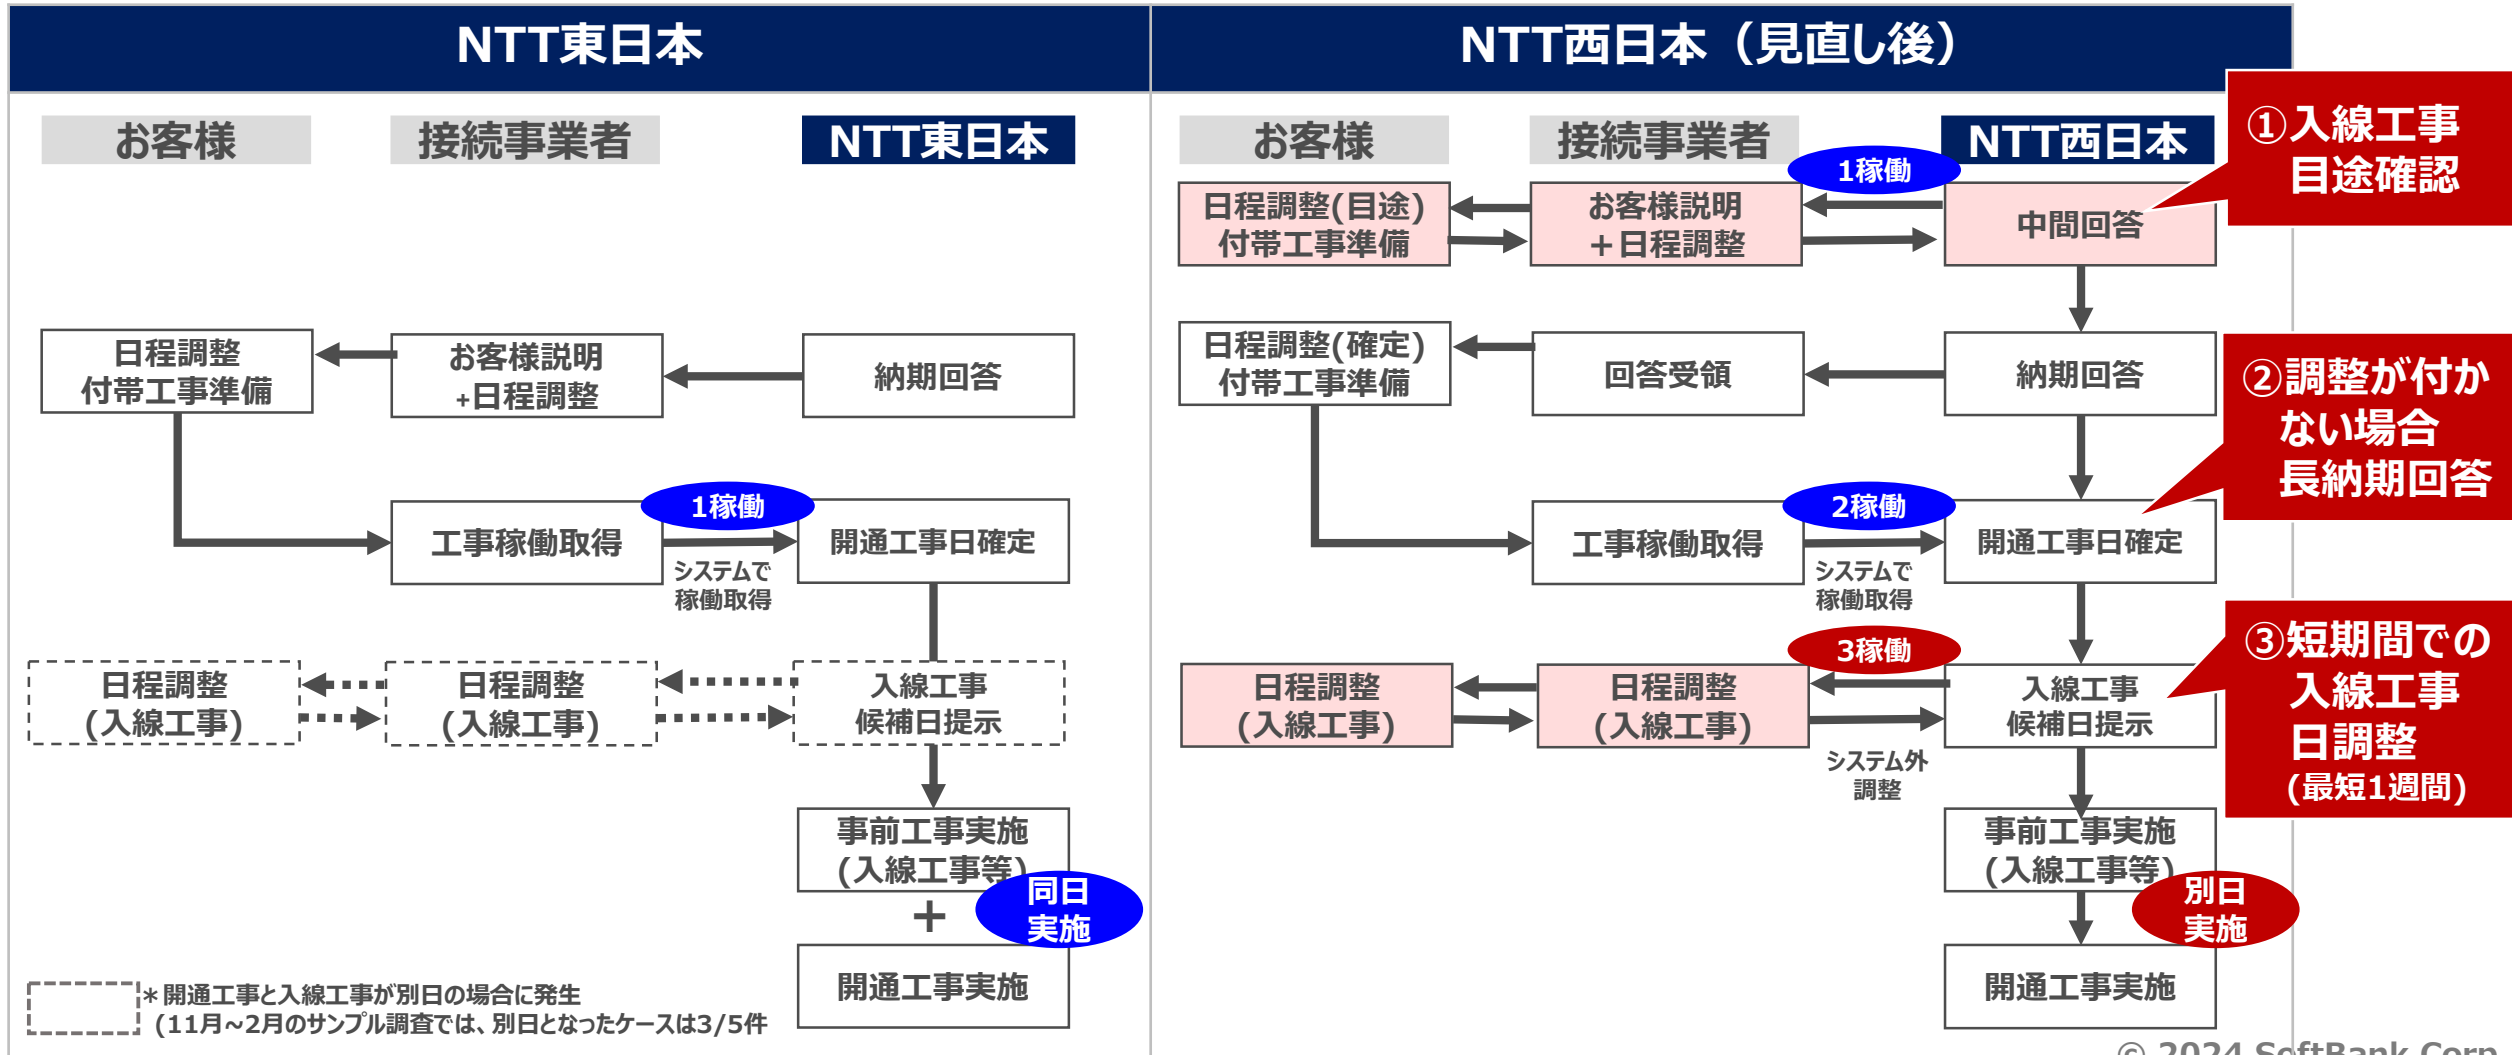 NTT東日本
お客様
接続事業者
NTT東日本
日程調整
付帯工事準備
お客様説明
+日程調整
納期回答
工事稼働取得
1稼働
システムで
稼働取得
開通工事日確定
日程調整
(入線工事)
日程調整
(入線工事)
入線工事
候補日提示
事前工事実施
(入線工事等)
+
同日
実施
開通工事実施
＊開通工事と入線工事が別日の場合に発生
(11月~2月のサンプル調査では、別日となったケースは3/5件
NTT西日本（見直し後）
お客様
接続事業者
NTT西日本
日程調整(目途)
付帯工事準備
お客様説明
＋日程調整
1稼働
中間回答
①入線工事
目途確認
日程調整(確定)
付帯工事準備
回答受領
納期回答
②調整が付か
ない場合
長納期回答
工事稼働取得
2稼働
システムで
稼働取得
開通工事日確定
日程調整
(入線工事)
日程調整
(入線工事)
3稼働
システム外
調整
入線工事
候補日提示
③短期間での
入線工事
日調整
(最短1週間)
事前工事実施
(入線工事等)
別日
実施
開通工事実施
© 2024 SoftBank Corp